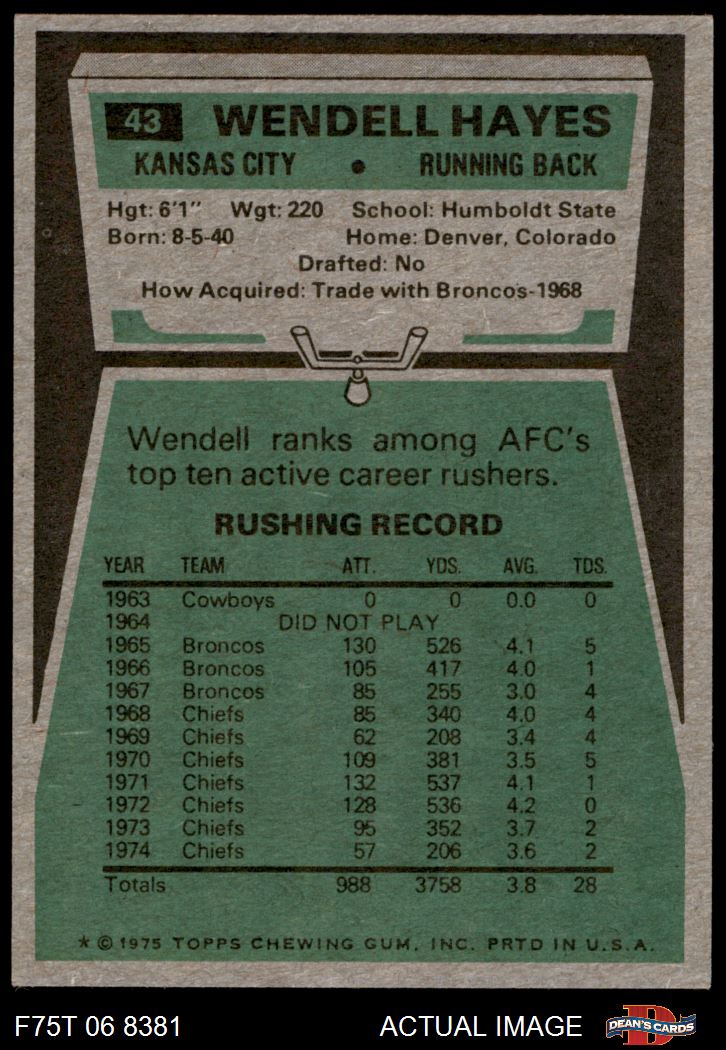 43 WENDELL HAYES
KANSAS CITY • RUNNING BACK
Hgt: 6'1" Wgt: 220 School: Humboldt State
Born: 8-5-40 Home: Denver, Colorado
Drafted: No
How Acquired: Trade with Broncos-1968
Wendell ranks among AFC's
top ten active career rushers.
RUSHING RECORD
YEAR TEAM ATT. YDS. AVG. TDS.
1963 Cowboys 0 0 0.0 0
1964 DID NOT PLAY
1965 Broncos 130 526 4.1 5
1966 Broncos 105 417 4.0 1
1967 Broncos 85 255 3.0 4
1968 Chiefs 85 340 4.0 4
1969 Chiefs 62 208 3.4 4
1970 Chiefs 109 381 3.5 5
1971 Chiefs 132 537 4.1 1
1972 Chiefs 128 536 4.2 0
1973 Chiefs 95 352 3.7 2
1974 Chiefs 57 206 3.6 2
Totals 988 3758 3.8 28
* © 1975 TOPPS CHEWING GUM, INC. PRTD IN U.S.A.
F75T 06 8381 ACTUAL IMAGE D DEAN'S CARDS